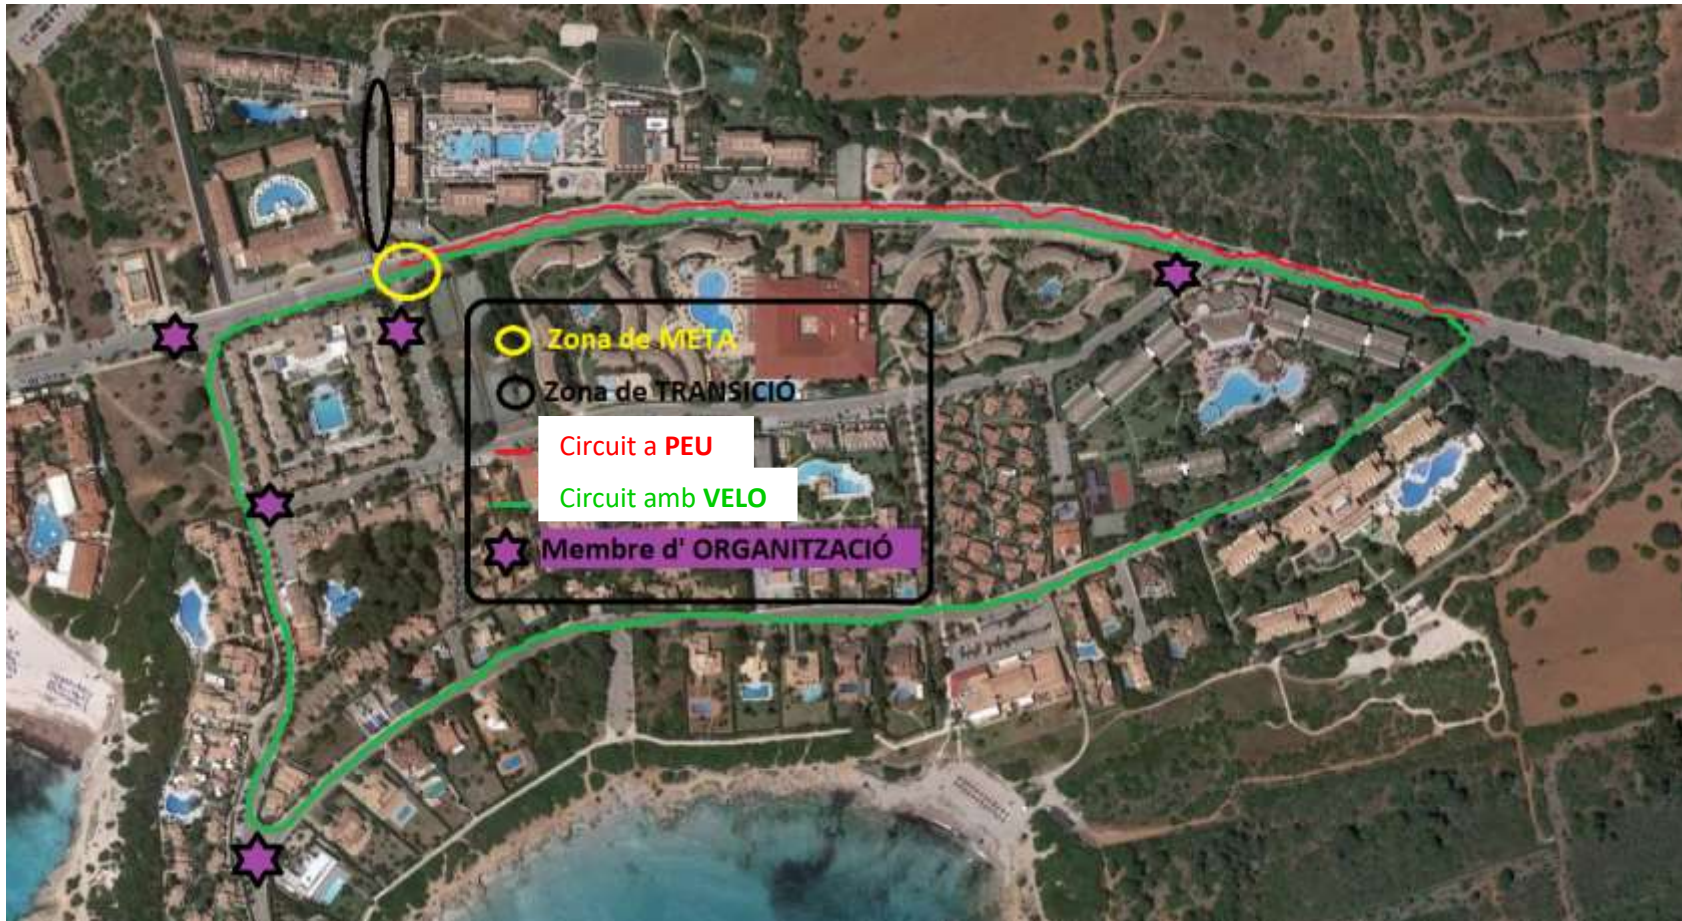 Zona de META
Zona de TRANSICIÓ
Circuit a PEU
Circuit amb VELO
Membre d' ORGANITZACIÓ